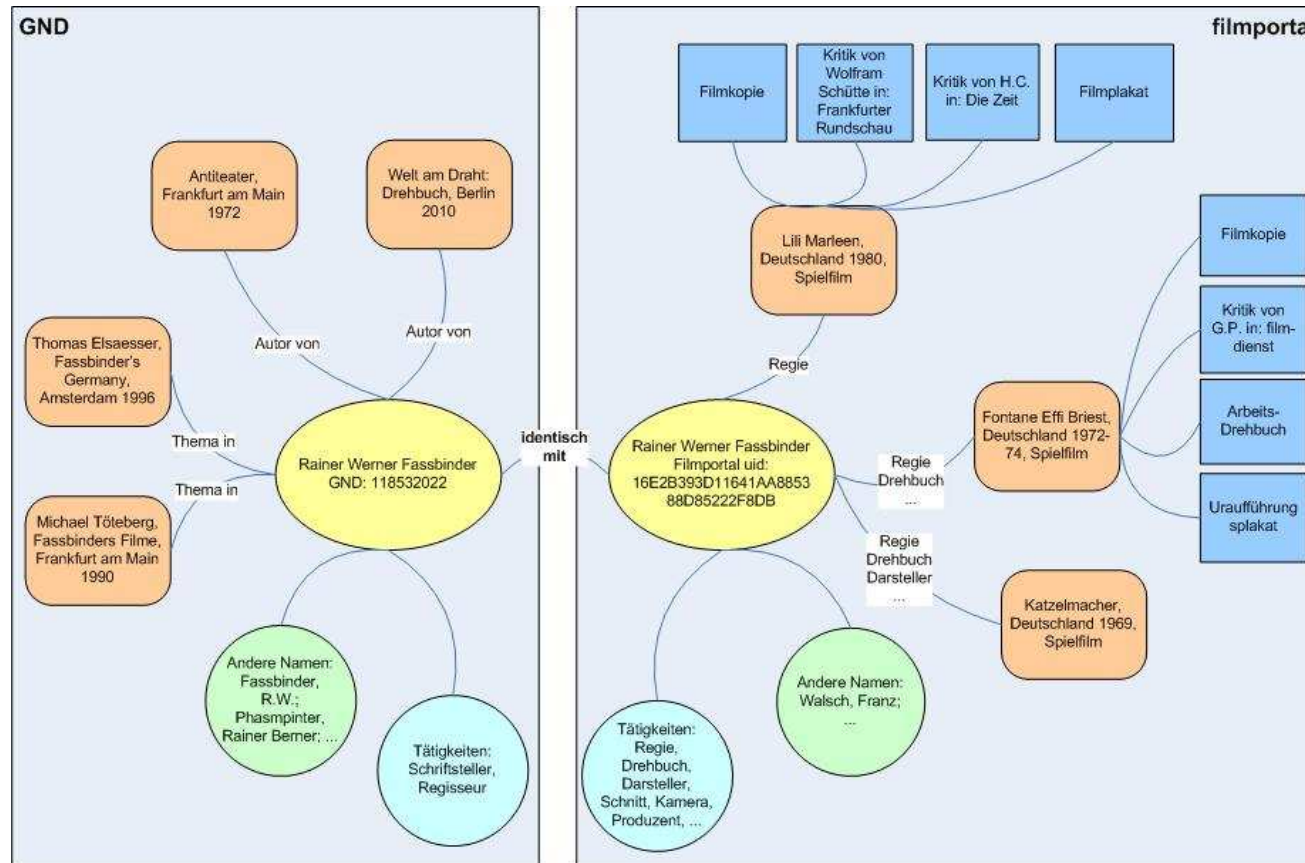 GND
Antiteater,
Frankfurt am Main
1972
Welt am Draht:
Drehbuch, Berlin
2010
Autor von
Autor von
Thomas Elsaesser,
Fassbinder's
Germany,
Amsterdam 1996
Thema in
Thema in
Michael Töteberg,
Fassbinders Filme,
Frankfurt am Main
1990
Rainer Werner Fassbinder
GND: 118532022
Andere Namen:
Fassbinder,
R.W.;
Phasmpinter,
Rainer Berner; ...
Tätigkeiten:
Schriftsteller,
Regisseur
identisch
mit
filmporta
Filmkopie
Kritik von
Wolfram
Schütte in:
Frankfurter
Rundschau
Kritik von H.C.
in: Die Zeit
Filmplakat
Lili Marleen,
Deutschland 1980,
Spielfilm
Regie
Rainer Werner Fassbinder
Filmportal uid:
16E2B393D11641AA8853
88D85222F8DB
Regie
Drehbuch
...
Fontane Effi Briest,
Deutschland 1972-
74, Spielfilm
Filmkopie
Kritik von
G.P. in: film-
dienst
Arbeits-
Drehbuch
Uraufführung
splakat
Regie
Drehbuch
Darsteller
...
Katzelmacher,
Deutschland 1969,
Spielfilm
Andere Namen:
Walsch, Franz;
...
Tätigkeiten:
Regie,
Drehbuch,
Darsteller,
Schnitt, Kamera,
Produzent, ...